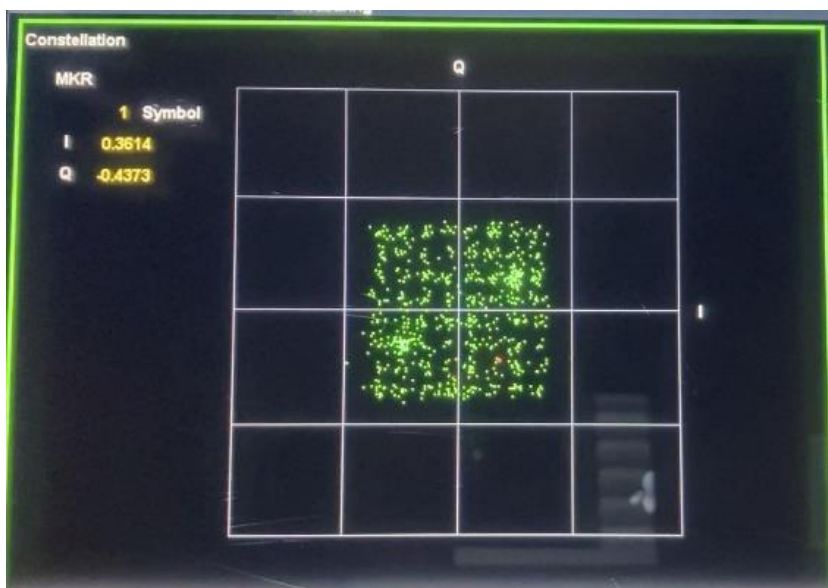 Constellation
Q
MKR
1 Symbol
I 0.3614
Q -0.4373
I